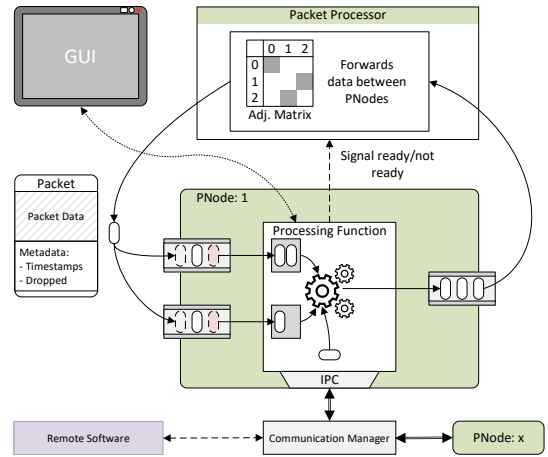 Packet Processor
GUI
0 1 2
0
1
2
Adj. Matrix
Forwards
data between
PNodes
Signal ready/not
ready
Packet
Packet Data
Metadata:
- Timestamps
- Dropped
PNode: 1
Processing Function
IPC
Remote Software
Communication Manager
PNode: x